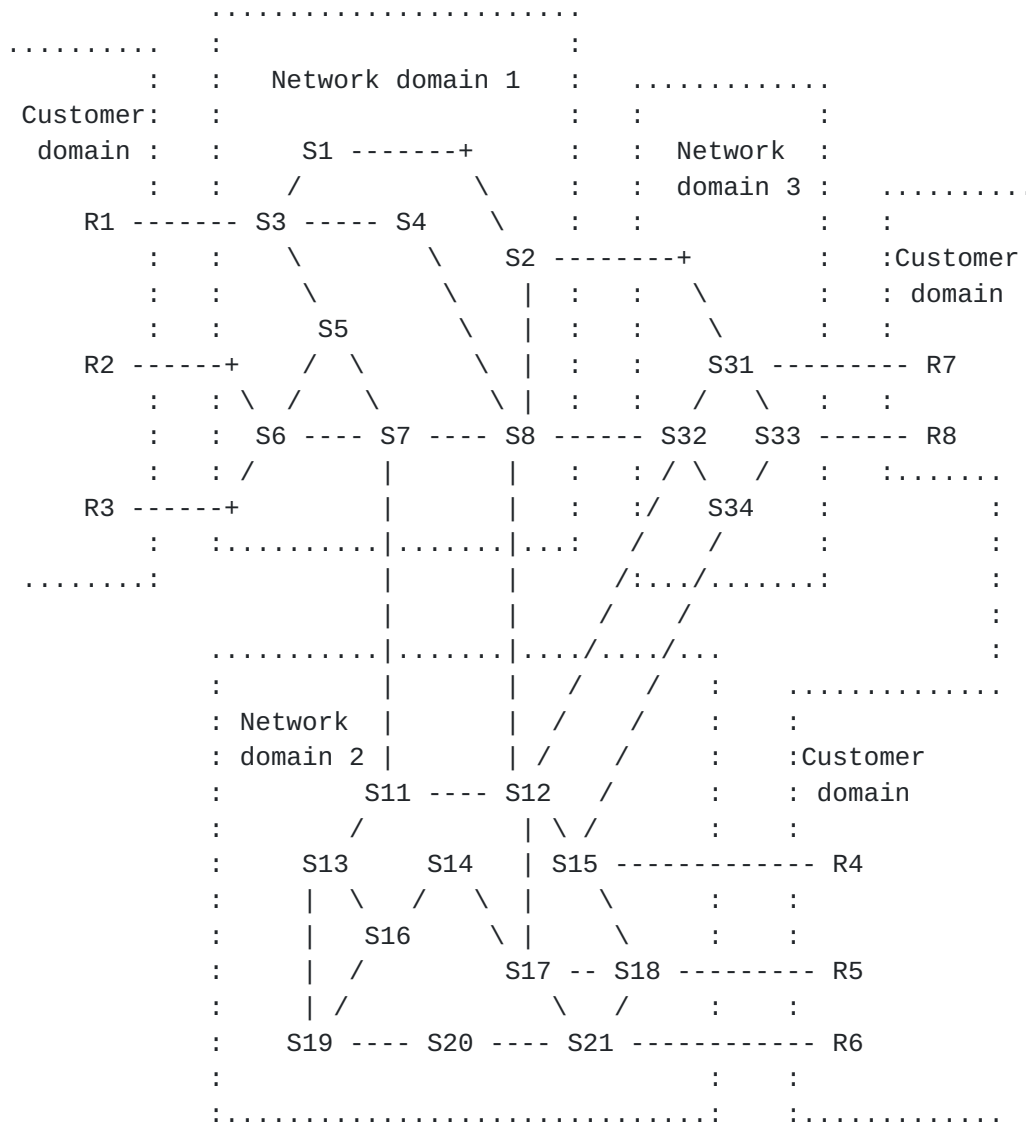 ........................
..........    :                      :
         :    :   Network domain 1   :    .............
 Customer:    :                      :    :           :
  domain :    :     S1 -------+      :    :  Network  :
         :    :    /           \     :    :  domain 3 :    ..........
     R1 ------- S3 ----- S4     \    :    :           :    :
         :    :    \        \    S2 --------+         :    :Customer
         :    :     \        \    |  :    :  \        :    : domain
         :    :      S5       \   |  :    :   \       :    :
     R2 ------+     / \        \  |  :    :    S31 --------- R7
         :    : \  /   \        \ |  :    :   /   \   :    :
         :    :  S6 ---- S7 ---- S8 ------ S32   S33 ------ R8
         :    : /        |       |   :    : / \   /   :    :.......
     R3 ------+          |       |   :    :/   S34    :           :
         :    :..........|.......|...:    /    /      :           :
 ........:               |       |       /:.../.......:           :
                         |       |      /    /                    :
              ...........|.......|..../..../...                   :
              :          |       |   /    /   :    ..............
              : Network  |       |  /    /    :    :
              : domain 2 |       | /    /     :    :Customer
              :         S11 ---- S12   /      :    : domain
              :        /          | \ /       :    :
              :     S13     S14   | S15 ------------- R4
              :     |  \   /   \  |    \      :    :
              :     |   S16     \ |     \     :    :
              :     |  /         S17 -- S18 --------- R5
              :     | /             \   /     :    :
              :    S19 ---- S20 ---- S21 ------------ R6
              :                               :    :
              :...............................:    :.............